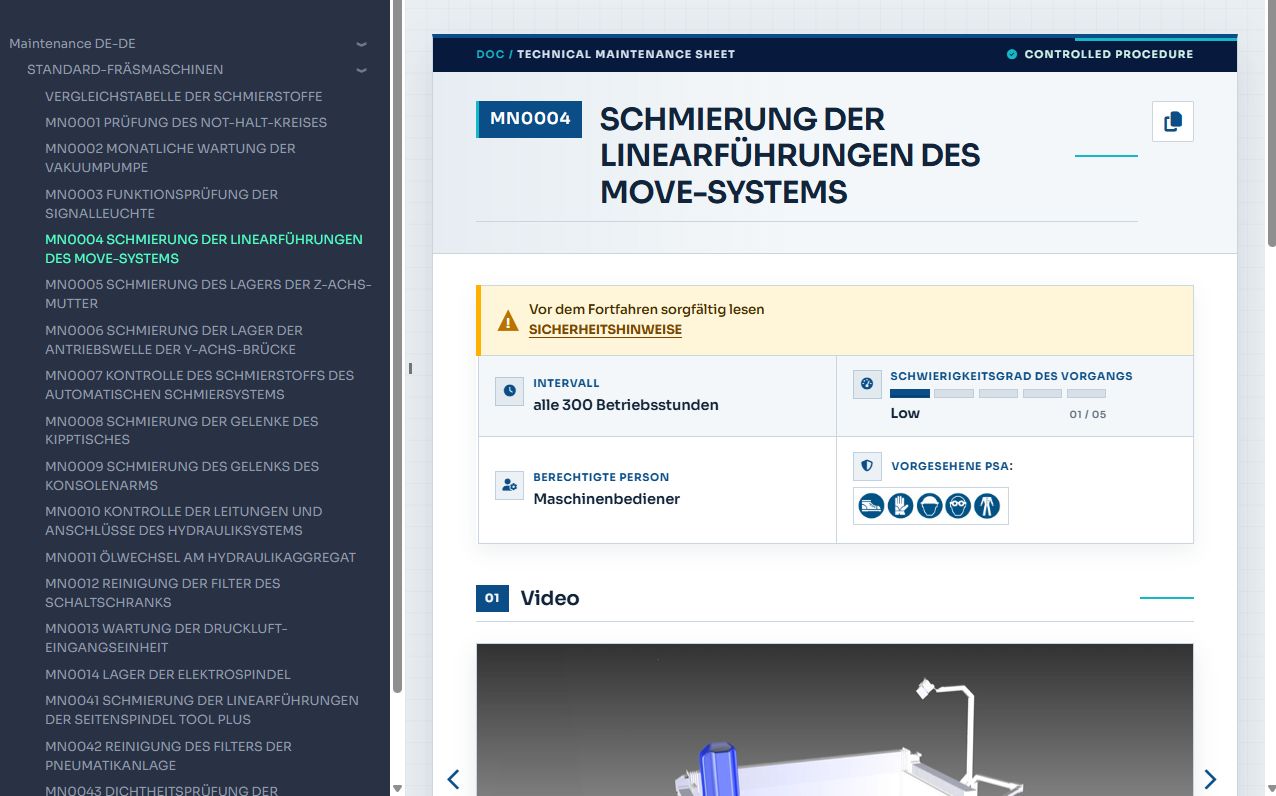 Maintenance DE-DE
STANDARD-FRÄSMASCHINEN
VERGLEICHSTABELLE DER SCHMIERSTOFFE
MN0001 PRÜFUNG DES NOT-HALT-KREISES
MN0002 MONATLICHE WARTUNG DER
VAKUUMPUMPE
MN0003 FUNKTIONSPRÜFUNG DER
SIGNALLEUCHTE
MN0004 SCHMIERUNG DER LINEARFÜHRUNGEN
DES MOVE-SYSTEMS
MN0005 SCHMIERUNG DES LAGERS DER Z-ACHS-
MUTTER
MN0006 SCHMIERUNG DER LAGER DER
ANTRIEBSWELLE DER Y-ACHS-BRÜCKE
MN0007 KONTROLLE DES SCHMIERSTOFFS DES
AUTOMATISCHEN SCHMIERSYSTEMS
MN0008 SCHMIERUNG DER GELENKE DES
KIPPTISCHES
MN0009 SCHMIERUNG DES GELENKS DES
KONSOLENARMS
MN0010 KONTROLLE DER LEITUNGEN UND
ANSCHLÜSSE DES HYDRAULIKSYSTEMS
MN0011 ÖLWECHSEL AM HYDRAULIKAGGREGAT
MN0012 REINIGUNG DER FILTER DES
SCHALTSCHRANKS
MN0013 WARTUNG DER DRUCKLUFT-
EINGANGSEINHEIT
MN0014 LAGER DER ELEKTROSPINDEL
MN0041 SCHMIERUNG DER LINEARFÜHRUNGEN
DER SEITENSPINDEL TOOL PLUS
MN0042 REINIGUNG DES FILTERS DER
PNEUMATIKANLAGE
MN0043 DICHTHEITSPRÜFUNG DER
DOC / TECHNICAL MAINTENANCE SHEET
CONTROLLED PROCEDURE
MN0004
SCHMIERUNG DER
LINEARFÜHRUNGEN DES
MOVE-SYSTEMS
Vor dem Fortfahren sorgfältig lesen
SICHERHEITSHINWEISE
INTERVALL
alle 300 Betriebsstunden
SCHWIERIGKEITSGRAD DES VORGANGS
Low
01 / 05
BERECHTIGTE PERSON
Maschinenbediener
VORGESEHENE PSA:
01
Video